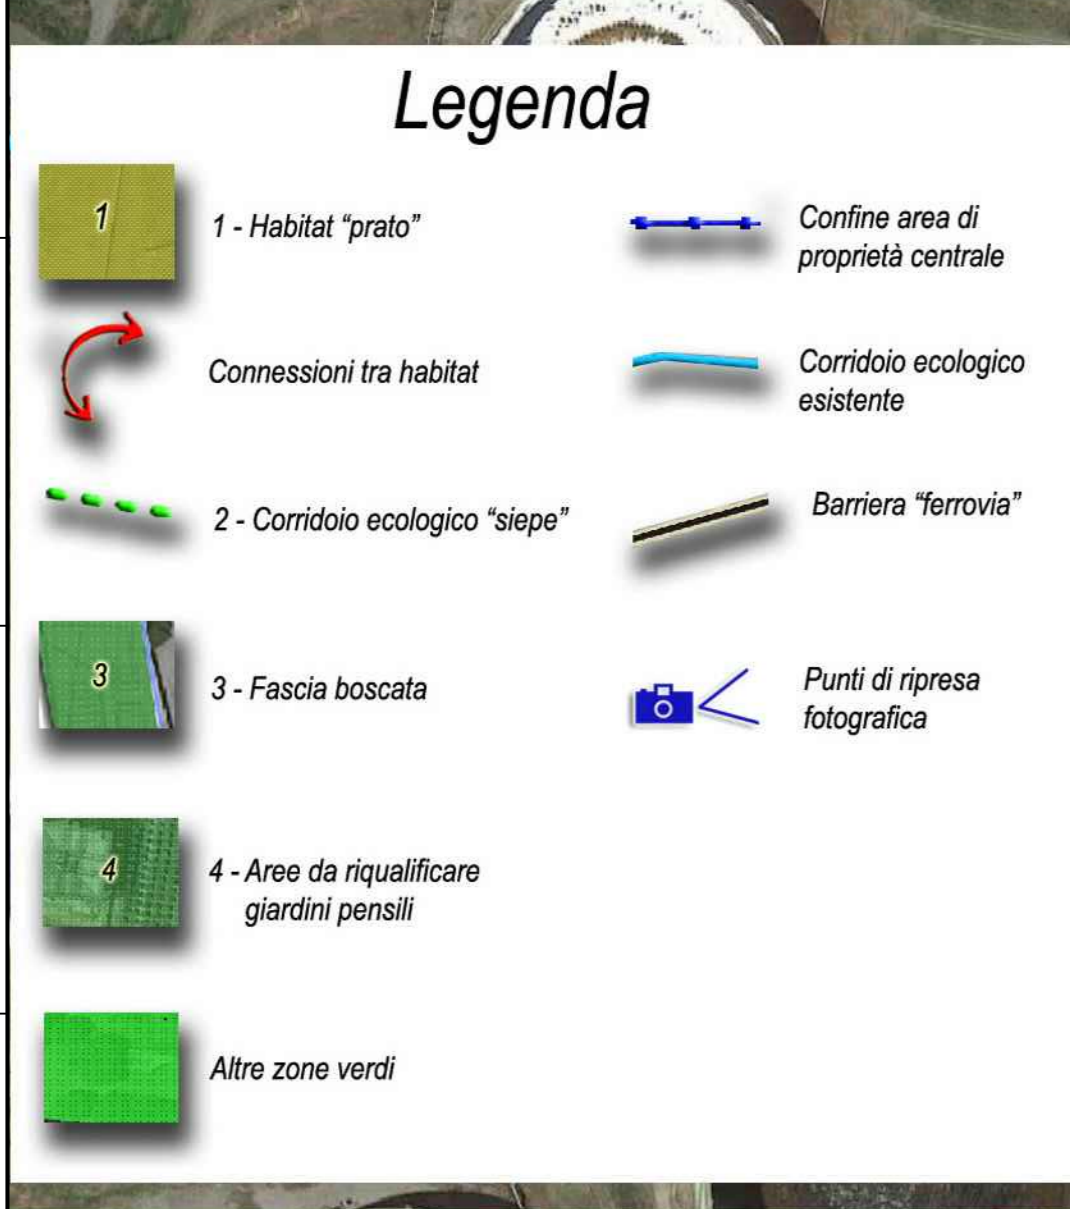 Legenda
1
1 - Habitat “prato”
Connessioni tra habitat
2 - Corridoio ecologico “siepe”
3
3 - Fascia boscata
4
4 - Aree da riqualificare
giardini pensili
Altre zone verdi
Confine area di
proprietà centrale
Corridoio ecologico
esistente
Barriera “ferrovia”
Punti di ripresa
fotografica